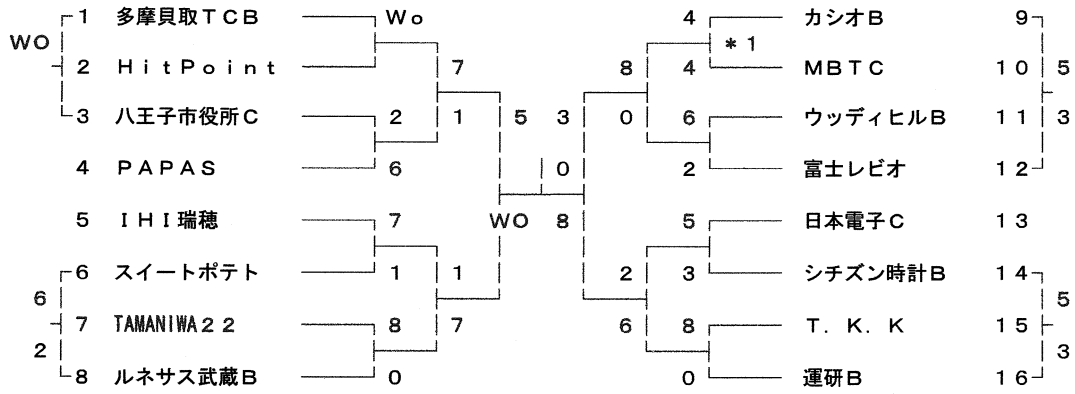 1 多摩貝取TCB Wo 4 カシオB 9
WO *1
2 HitPoint 7 8 4 MBTC 10 5
3 八王子市役所C 2 1 5 3 0 6 ウッディヒルB 11 3
4 PAPAS 6 0 2 富士レビオ 12
5 IHI瑞穂 7 WO 8 5 日本電子C 13
6 スイートポテト 1 1 2 3 シチズン時計B 14
6 5
7 TAMANIWA22 8 7 6 8 T. K. K 15
2 3
8 ルネサス武蔵B 0 0 運研B 16